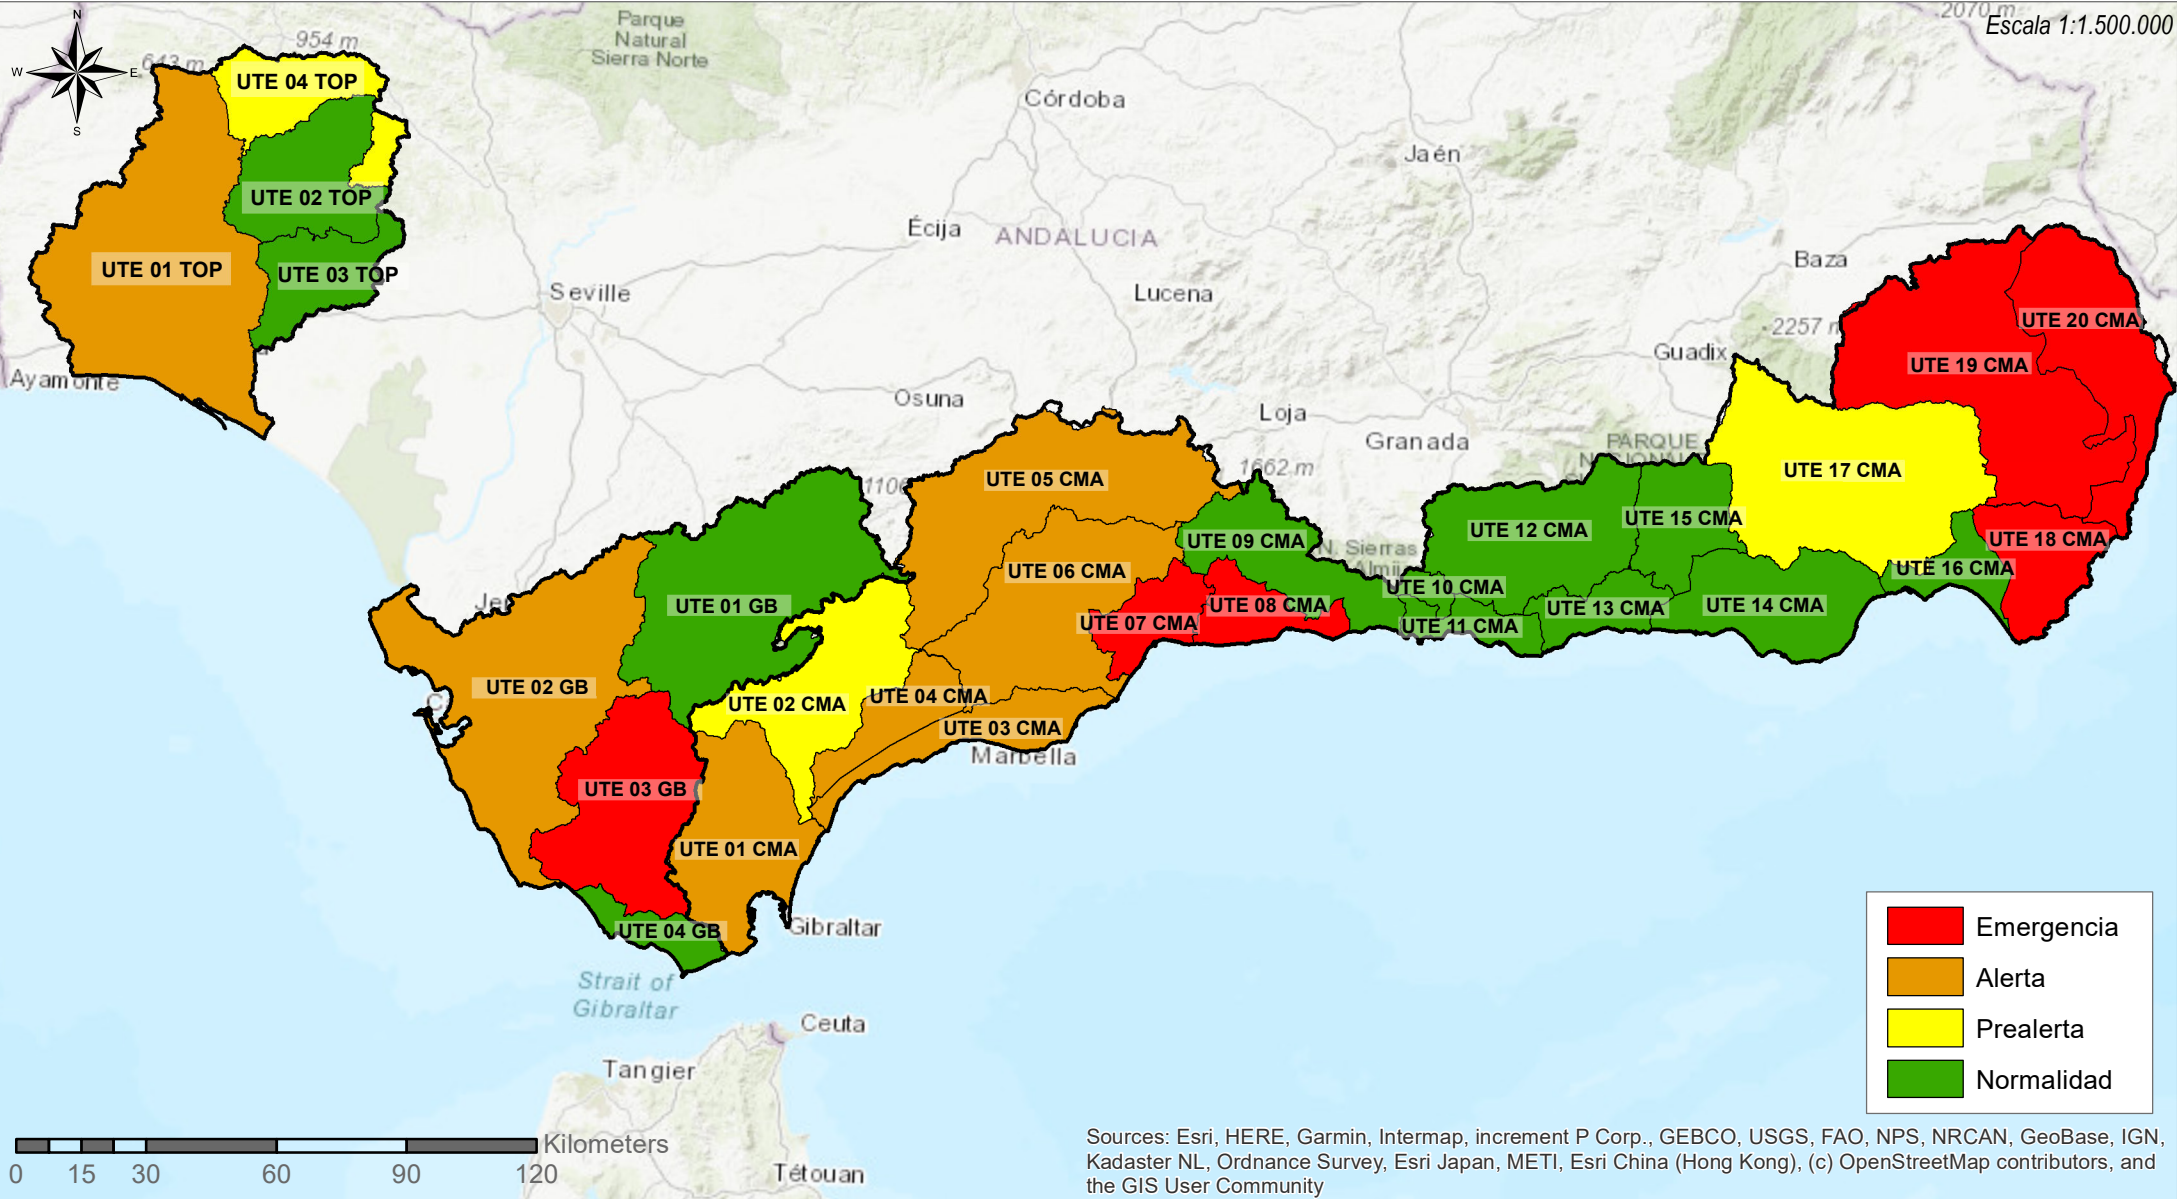 N
W
E
S
Escala 1:1.500.000
2070 m
954 m
643 m
Parque
Natural
Sierra Norte
Córdoba
Jaén
Écija
ANDALUCIA
Baza
Seville
Lucena
2257 m
Guadix
Ayamonte
Osuna
Loja
Granada
PARQUE
1662 m
1106
N. Sierras
UTE 04 TOP
UTE 02 TOP
UTE 01 TOP
UTE 03 TOP
UTE 20 CMA
UTE 19 CMA
UTE 05 CMA
UTE 17 CMA
UTE 12 CMA
UTE 15 CMA
UTE 09 CMA
UTE 18 CMA
UTE 06 CMA
UTE 16 CMA
UTE 10 CMA
UTE 01 GB
UTE 08 CMA
UTE 13 CMA
UTE 14 CMA
UTE 07 CMA
UTE 11 CMA
UTE 02 GB
UTE 04 CMA
UTE 02 CMA
UTE 03 CMA
Marbella
UTE 03 GB
UTE 01 CMA
UTE 04 GB
Gibraltar
Strait of
Gibraltar
Ceuta
Tangier
Tétouan
Emergencia
Alerta
Prealerta
Normalidad
Kilometers
0 15 30 60 90 120
Sources: Esri, HERE, Garmin, Intermap, increment P Corp., GEBCO, USGS, FAO, NPS, NRCAN, GeoBase, IGN,
Kadaster NL, Ordnance Survey, Esri Japan, METI, Esri China (Hong Kong), (c) OpenStreetMap contributors, and
the GIS User Community